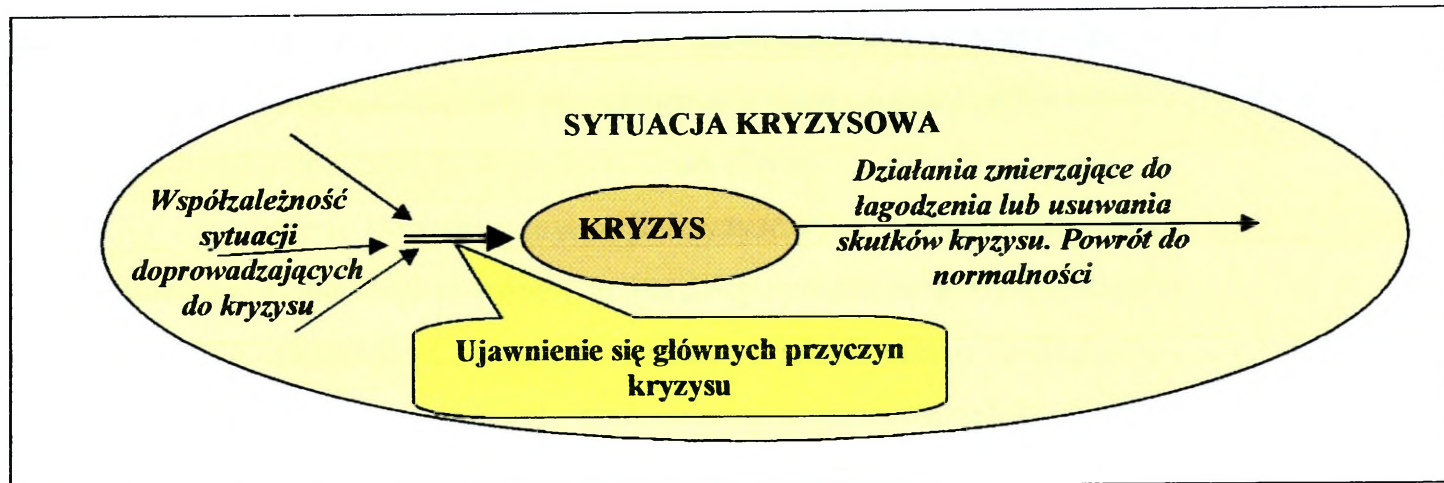 SYTUACJA KRYZYSOWA
Współzależność
sytuacji
doprowadzających
do kryzysu
KRYZYS
Działania zmierzające do
łagodzenia lub usuwania
skutków kryzysu. Powrót do
normalności
Ujawnienie się głównych przyczyn
kryzysu